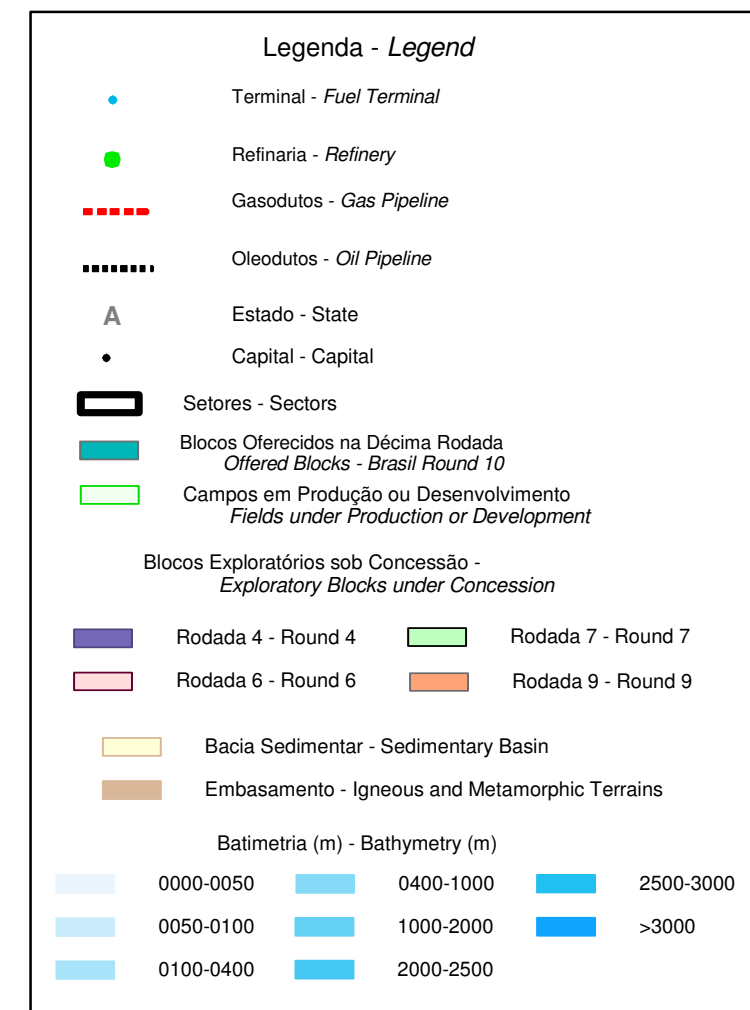 Legenda - Legend
Terminal - Fuel Terminal
Refinaria - Refinery
Gasodutos - Gas Pipeline
Oleodutos - Oil Pipeline
A Estado - State
Capital - Capital
Setores - Sectors
Blocos Oferecidos na Décima Rodada
Offered Blocks - Brasil Round 10
Campos em Produção ou Desenvolvimento
Fields under Production or Development
Blocos Exploratórios sob Concessão -
Exploratory Blocks under Concession
Rodada 4 - Round 4 Rodada 7 - Round 7
Rodada 6 - Round 6 Rodada 9 - Round 9
Bacia Sedimentar - Sedimentary Basin
Embasamento - Igneous and Metamorphic Terrains
Batimetria (m) - Bathymetry (m)
0000-0050 0400-1000 2500-3000
0050-0100 1000-2000 >3000
0100-0400 2000-2500